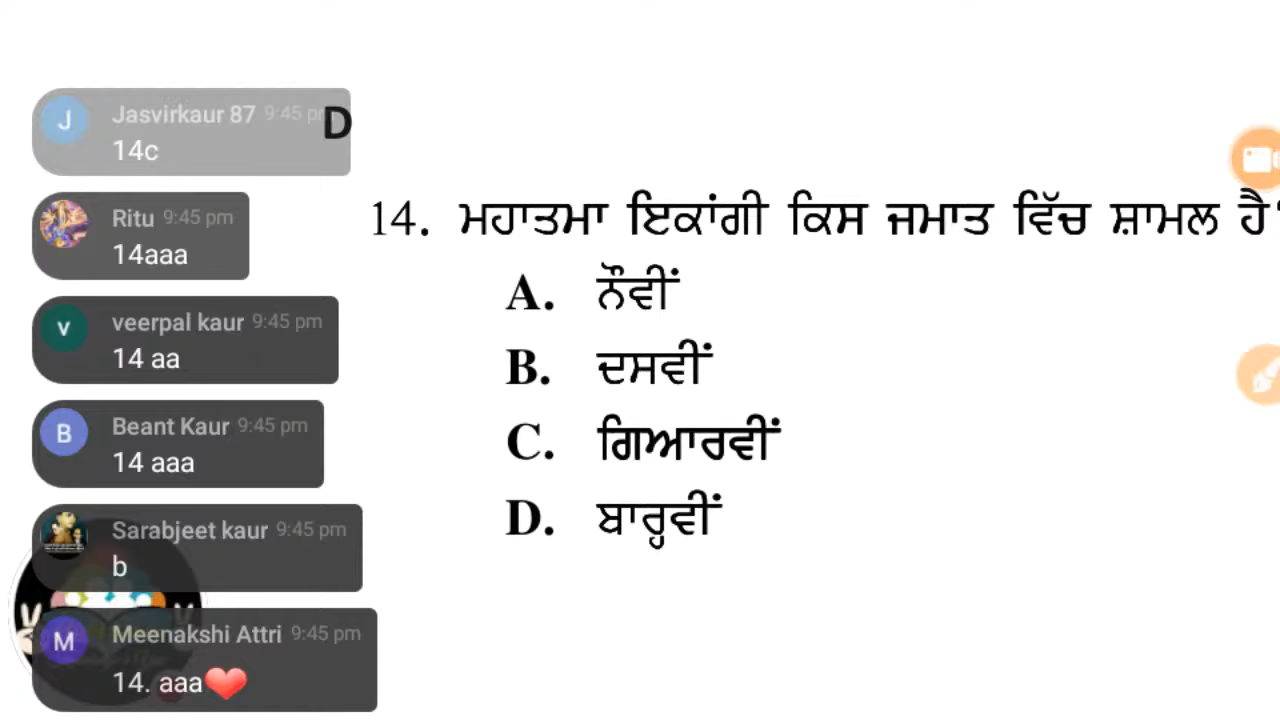 J Jasvirkaur 87 9:45 pm
14c
D
Ritu 9:45 pm
14aaa
v veerpal kaur 9:45 pm
14 aa
B Beant Kaur 9:45 pm
14 aaa
Sarabjeet kaur 9:45 pm
b
M Meenakshi Attri 9:45 pm
14. aaa❤️
14. ਮਹਾਤਮਾ ਇਕਾਂਗੀ ਕਿਸ ਜਮਾਤ ਵਿੱਚ ਸ਼ਾਮਲ ਹੈ?
A. ਨੌਵੀਂ
B. ਦਸਵੀਂ
C. ਗਿਆਰਵੀਂ
D. ਬਾਰ੍ਹਵੀਂ